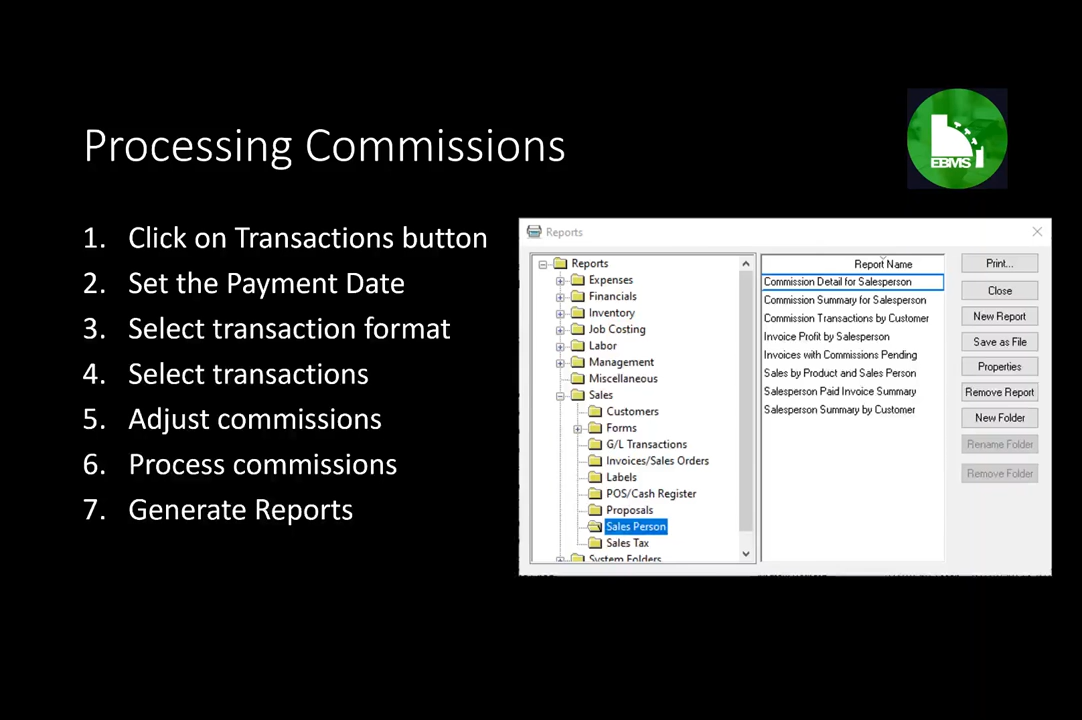 Processing Commissions
EBMS
1. Click on Transactions button
2. Set the Payment Date
3. Select transaction format
4. Select transactions
5. Adjust commissions
6. Process commissions
7. Generate Reports
Reports
Reports
Expenses
Financials
Inventory
Job Costing
Labor
Management
Miscellaneous
Sales
Customers
Forms
G/L Transactions
Invoices/Sales Orders
Labels
POS/Cash Register
Proposals
Sales Person
Sales Tax
System Folders
Report Name
Commission Detail for Salesperson
Commission Summary for Salesperson
Commission Transactions by Customer
Invoice Profit by Salesperson
Invoices with Commissions Pending
Sales by Product and Sales Person
Salesperson Paid Invoice Summary
Salesperson Summary by Customer
Print...
Close
New Report
Save as File
Properties
Remove Report
New Folder
Rename Folder
Remove Folder